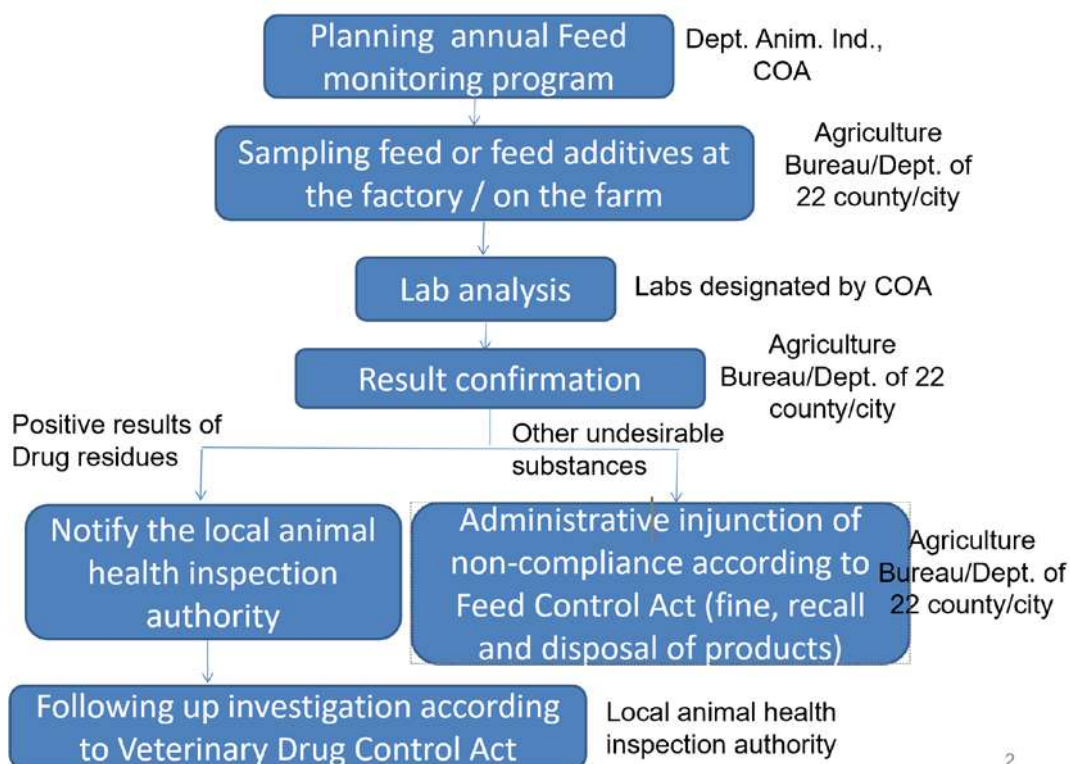 Planning annual Feed
monitoring program
Dept. Anim. Ind.,
COA
Sampling feed or feed additives at
the factory / on the farm
Agriculture
Bureau/Dept. of
22 county/city
Lab analysis
Labs designated by COA
Result confirmation
Agriculture
Bureau/Dept. of 22
county/city
Positive results of
Drug residues
Other undesirable
substances
Notify the local animal
health inspection
authority
Administrative injunction of
non-compliance according to
Feed Control Act (fine, recall
and disposal of products)
Agriculture
Bureau/Dept. of
22 county/city
Following up investigation according
to Veterinary Drug Control Act
Local animal health
inspection authority
2